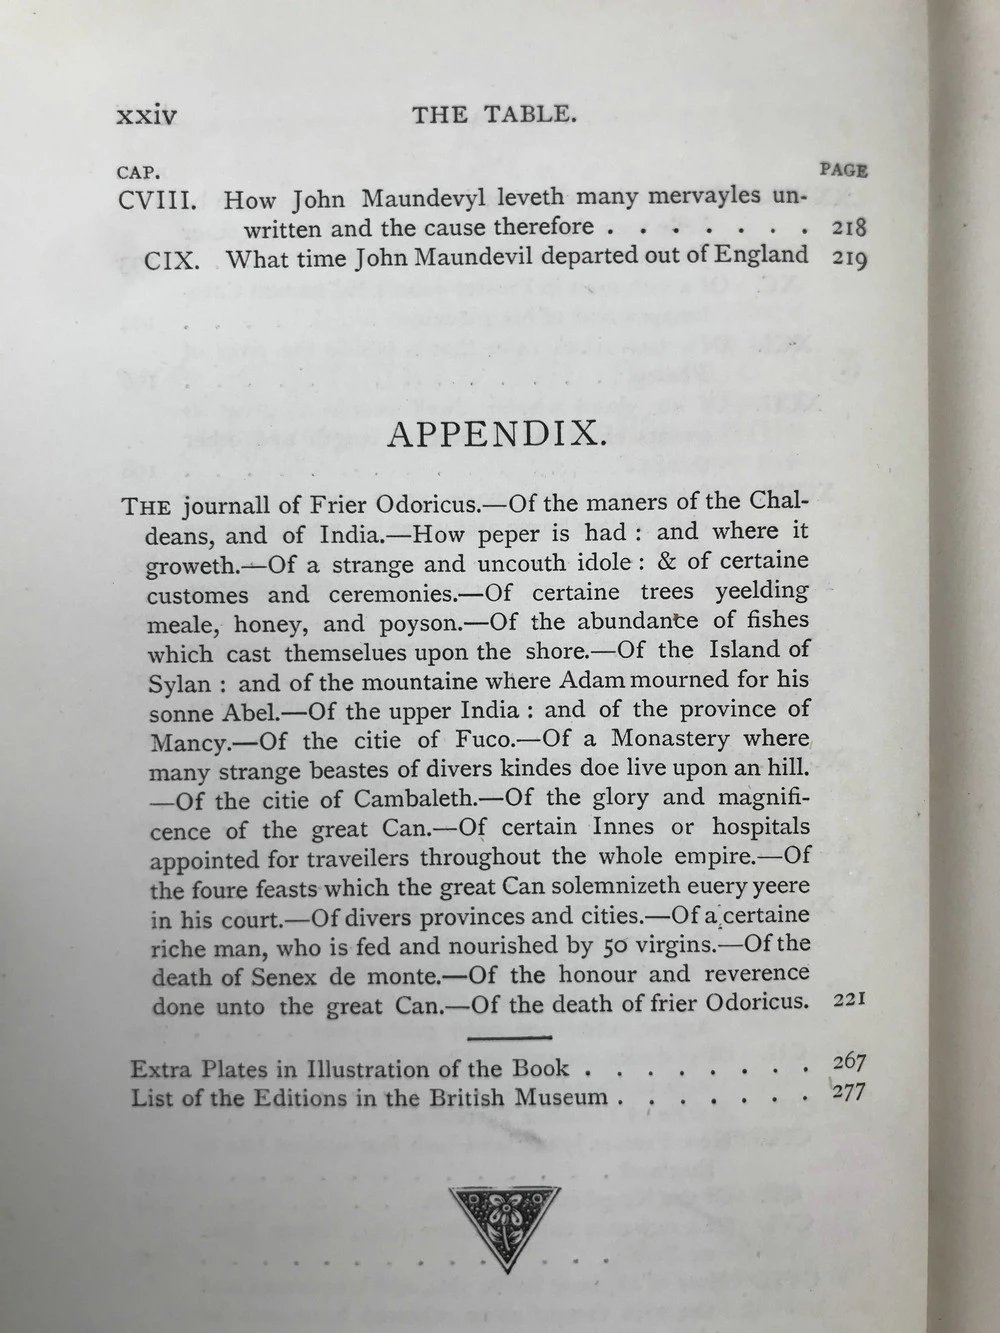 xxiv THE TABLE.
CAP. PAGE
CVIII. How John Maundevyl leveth many mervayles un-
written and the cause therefore . . . . . . . 218
CIX. What time John Maundevil departed out of England 219
APPENDIX.
THE journall of Frier Odoricus.—Of the maners of the Chal-
deans, and of India.—How peper is had : and where it
groweth.—Of a strange and uncouth idole : & of certaine
customes and ceremonies.—Of certaine trees yeelding
meale, honey, and poyson.—Of the abundance of fishes
which cast themselues upon the shore.—Of the Island of
Sylan : and of the mountaine where Adam mourned for his
sonne Abel.—Of the upper India : and of the province of
Mancy.—Of the citie of Fuco.—Of a Monastery where
many strange beastes of divers kindes doe live upon an hill.
—Of the citie of Cambaleth.—Of the glory and magnifi-
cence of the great Can.—Of certain Innes or hospitals
appointed for traveilers throughout the whole empire.—Of
the foure feasts which the great Can solemnizeth euery yeere
in his court.—Of divers provinces and cities.—Of a certaine
riche man, who is fed and nourished by 50 virgins.—Of the
death of Senex de monte.—Of the honour and reverence
done unto the great Can.—Of the death of frier Odoricus. 221
Extra Plates in Illustration of the Book . . . . . . . . 267
List of the Editions in the British Museum . . . . . . . 277